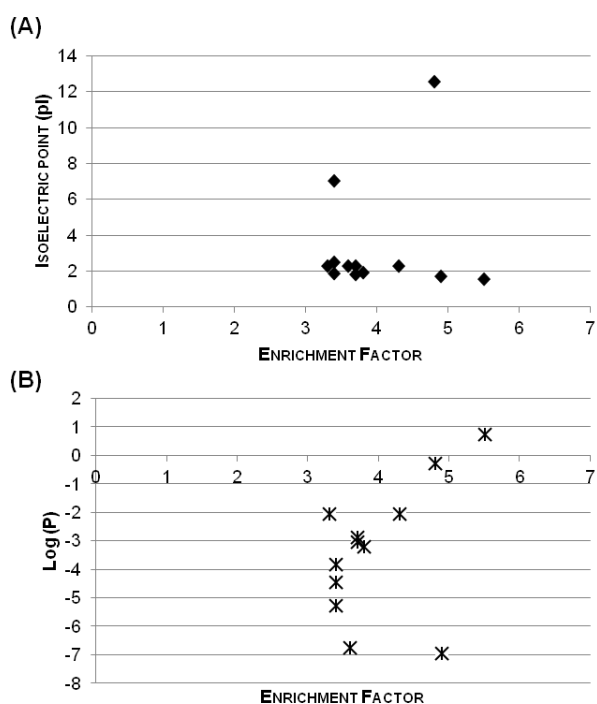 (A)
14
12
10
8
6
4
2
0
ISOELECTRIC POINT (pI)
0 1 2 3 4 5 6 7
ENRICHMENT FACTOR
(B)
2
1
0
-1
-2
-3
-4
-5
-6
-7
-8
Log (P)
0 1 2 3 4 5 6 7
ENRICHMENT FACTOR